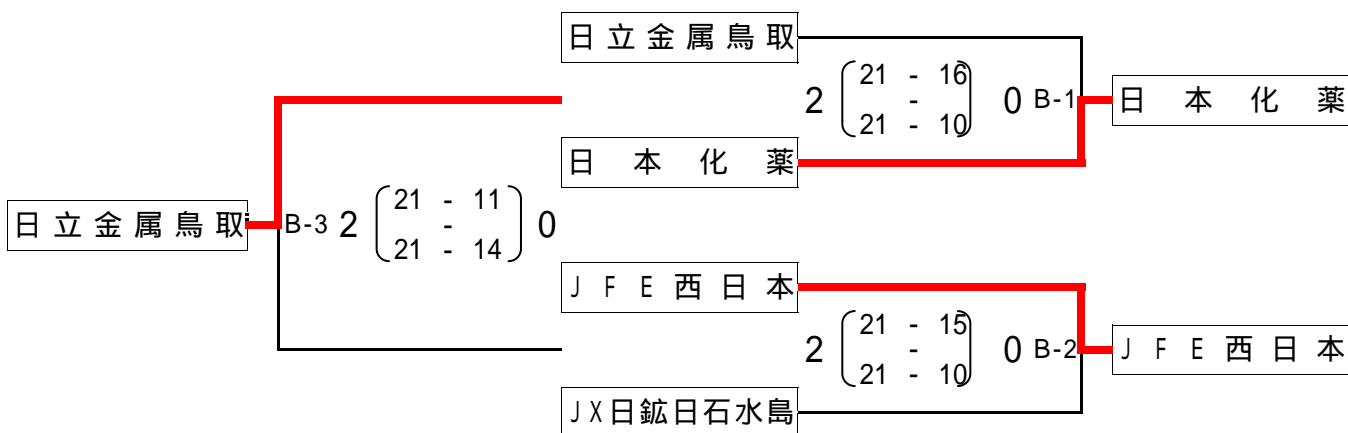 日立金属鳥取
2 21 - 16 0 B-1
-
21 - 10
日本化薬
日本化薬
日立金属鳥取
B-3 2 21 - 11 0
-
21 - 14
JFE西日本
2 21 - 15 0 B-2
-
21 - 10
JFE西日本
JX日鉱日石水島